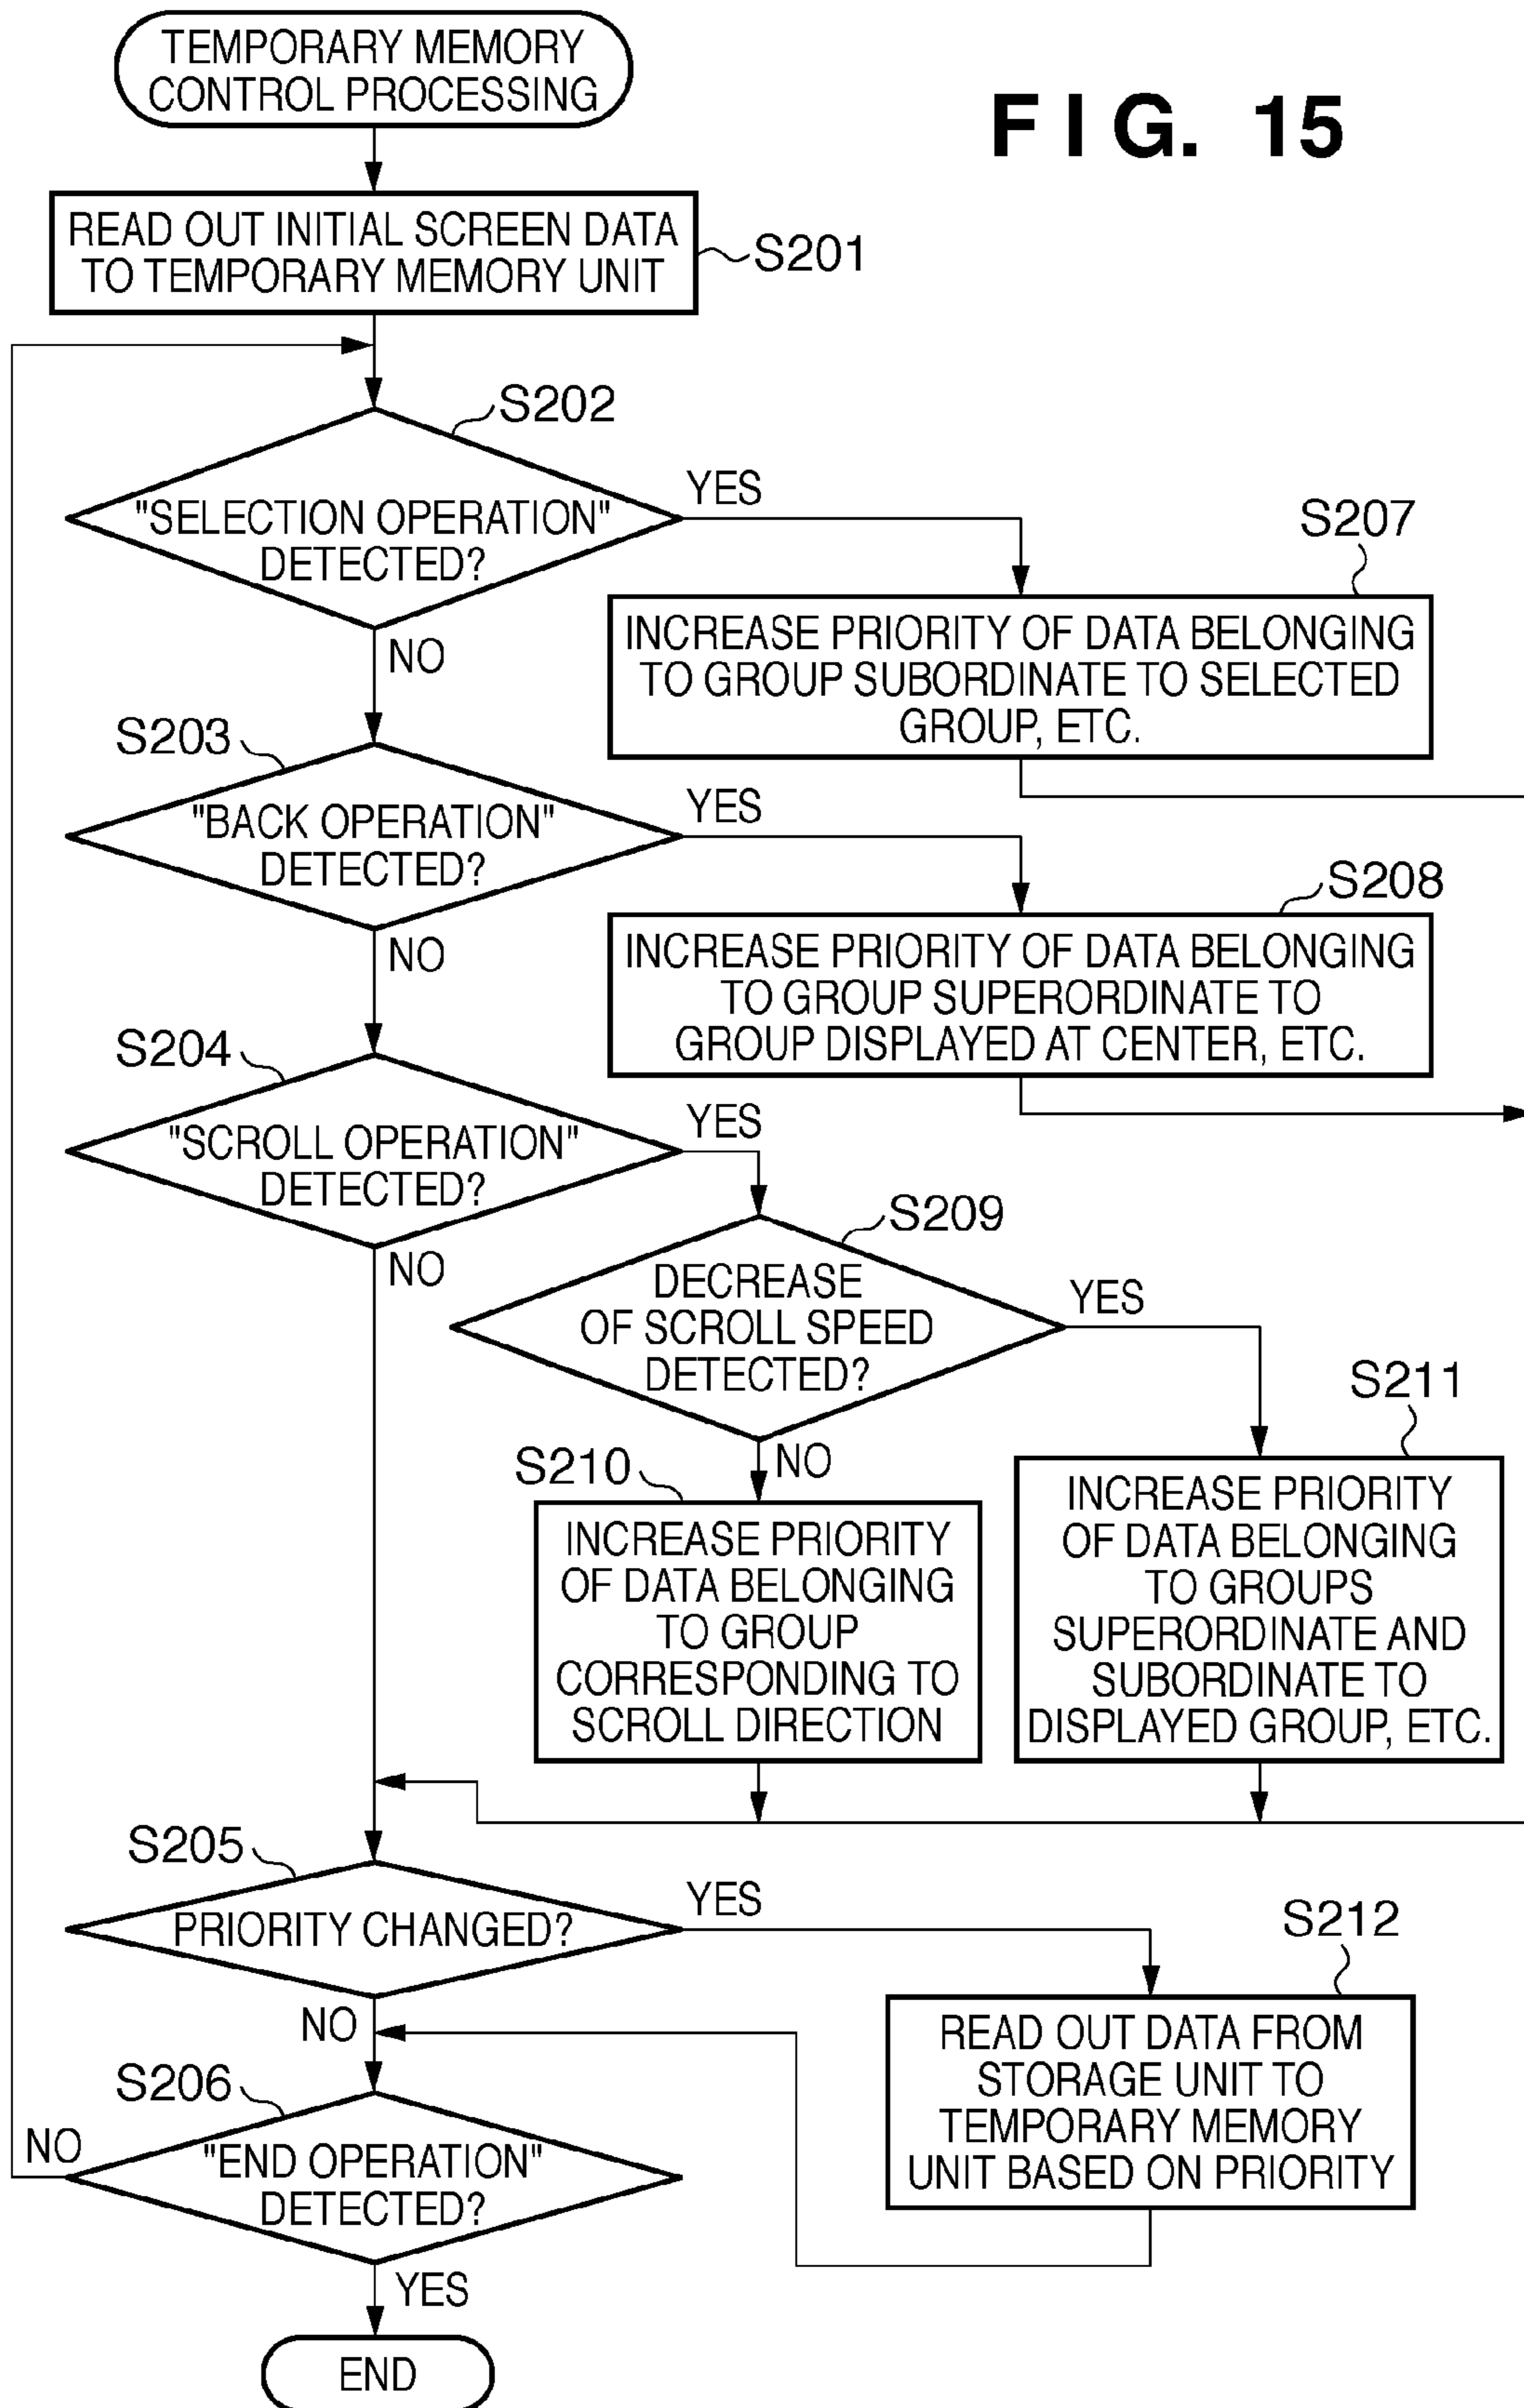 TEMPORARY MEMORY
CONTROL PROCESSING
FIG. 15
READ OUT INITIAL SCREEN DATA
TO TEMPORARY MEMORY UNIT
S201
S202
"SELECTION OPERATION"
DETECTED?
YES
NO
S207
INCREASE PRIORITY OF DATA BELONGING
TO GROUP SUBORDINATE TO SELECTED
GROUP, ETC.
S203
"BACK OPERATION"
DETECTED?
YES
NO
S208
INCREASE PRIORITY OF DATA BELONGING
TO GROUP SUPERORDINATE TO
GROUP DISPLAYED AT CENTER, ETC.
S204
"SCROLL OPERATION"
DETECTED?
YES
NO
S209
DECREASE
OF SCROLL SPEED
DETECTED?
YES
NO
S210
INCREASE PRIORITY
OF DATA BELONGING
TO GROUP
CORRESPONDING TO
SCROLL DIRECTION
S211
INCREASE PRIORITY
OF DATA BELONGING
TO GROUPS
SUPERORDINATE AND
SUBORDINATE TO
DISPLAYED GROUP, ETC.
S205
PRIORITY CHANGED?
YES
NO
S212
READ OUT DATA FROM
STORAGE UNIT TO
TEMPORARY MEMORY
UNIT BASED ON PRIORITY
S206
"END OPERATION"
DETECTED?
NO
YES
END